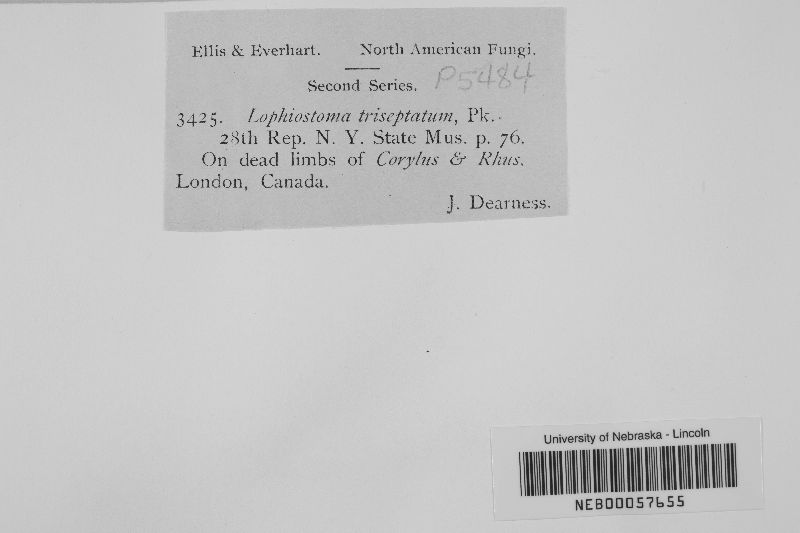 Ellis & Everhart. North American Fungi.
Second Series. P5484
3425. Lophiostoma triseptatum, Pk.
28th Rep. N. Y. State Mus. p. 76.
On dead limbs of Corylus & Rhus.
London, Canada.
J. Dearness.
University of Nebraska - Lincoln
NEB00057655